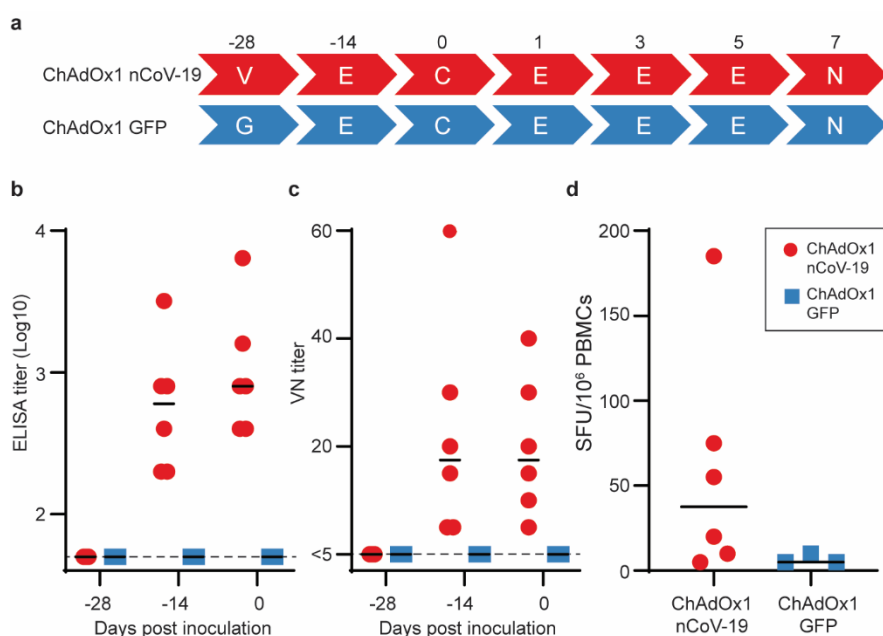 a
-28 -14 0 1 3 5 7
ChAdOx1 nCoV-19 V E C E E E N
ChAdOx1 GFP G E C E E E N
b
4
3
2
ELISA titer (Log10)
-28 -14 0
Days post inoculation
c
60
40
20
<5
VN titer
-28 -14 0
Days post inoculation
d
200
150
100
50
0
SFU/10⁶ PBMCs
ChAdOx1
nCoV-19
ChAdOx1
GFP
ChAdOx1
nCoV-19
ChAdOx1
GFP